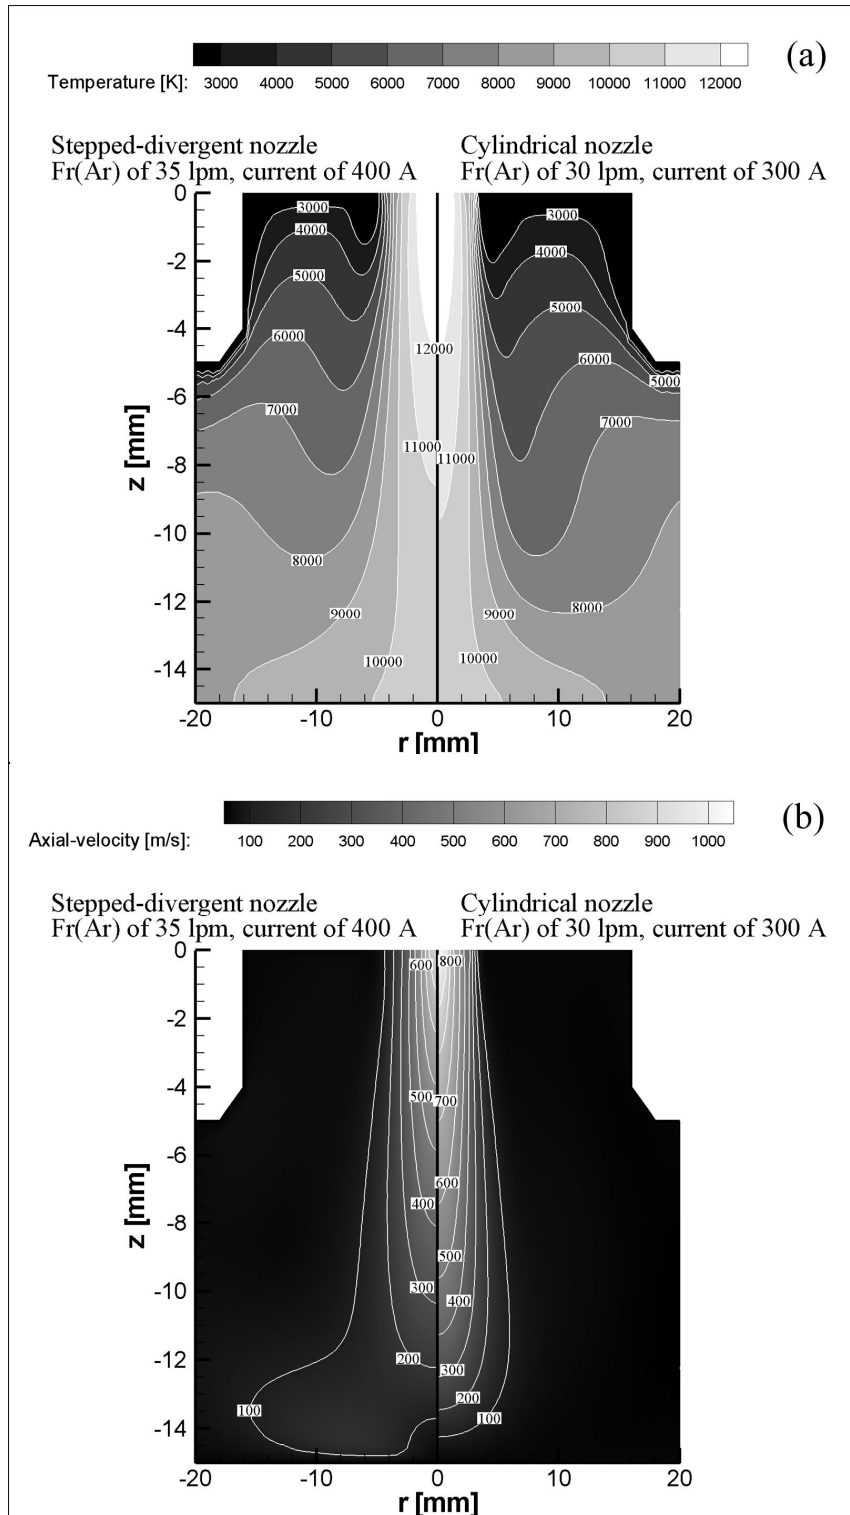 (a)
3000 4000 5000 6000 7000 8000 9000 10000 11000 12000
Temperature [K]:
Stepped-divergent nozzle
Fr(Ar) of 35 lpm, current of 400 A
Cylindrical nozzle
Fr(Ar) of 30 lpm, current of 300 A
0
3000
3000
4000
4000
-2
5000
5000
-4
6000
12000
6000
5000
-6
7000
7000
11000
11000
-8
-10
8000
8000
-12
9000
9000
10000
10000
-14
z [mm]
-20 -10 0 10 20
r [mm]
(b)
100 200 300 400 500 600 700 800 900 1000
Axial-velocity [m/s]:
Stepped-divergent nozzle
Fr(Ar) of 35 lpm, current of 400 A
Cylindrical nozzle
Fr(Ar) of 30 lpm, current of 300 A
0
600
800
-2
-4
500
700
-6
600
400
-8
500
300
-10
400
200
-12
300
200
100
100
-14
z [mm]
-20 -10 0 10 20
r [mm]